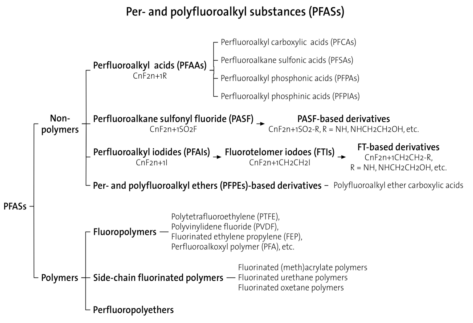 Per- and polyfluoroalkyl substances (PFASs)
Perfluoroalkyl carboxylic acids (PFCAs)
Perfluoroalkane sulfonic acids (PFSAs)
Perfluoroalkyl acids (PFAAs)
CnF2n+1R
Perfluoroalkyl phosphonic acids (PFPAs)
Perfluoroalkyl phosphinic acids (PFPIAs)
Non-
polymers
Perfluoroalkane sulfonyl fluoride (PASF)
CnF2n+1SO2F
PASF-based derivatives
CnF2n+1SO2-R, R = NH, NHCH2CH2OH, etc.
Perfluoroalkyl iodides (PFAIs)
CnF2n+1I
Fluorotelomer iodoes (FTIs)
CnF2n+1CH2CH2I
FT-based derivatives
CnF2n+1CH2CH2-R,
R = NH, NHCH2CH2OH, etc.
Per- and polyfluoroalkyl ethers (PFPEs)-based derivatives
Polyfluoroalkyl ether carboxylic acids
PFASs
Fluoropolymers
Polytetrafluoroethylene (PTFE),
Polyvinylidene fluoride (PVDF),
Fluorinated ethylene propylene (FEP),
Perfluoroalkoxyl polymer (PFA), etc.
Polymers
Side-chain fluorinated polymers
Fluorinated (meth)acrylate polymers
Fluorinated urethane polymers
Fluorinated oxetane polymers
Perfluoropolyethers